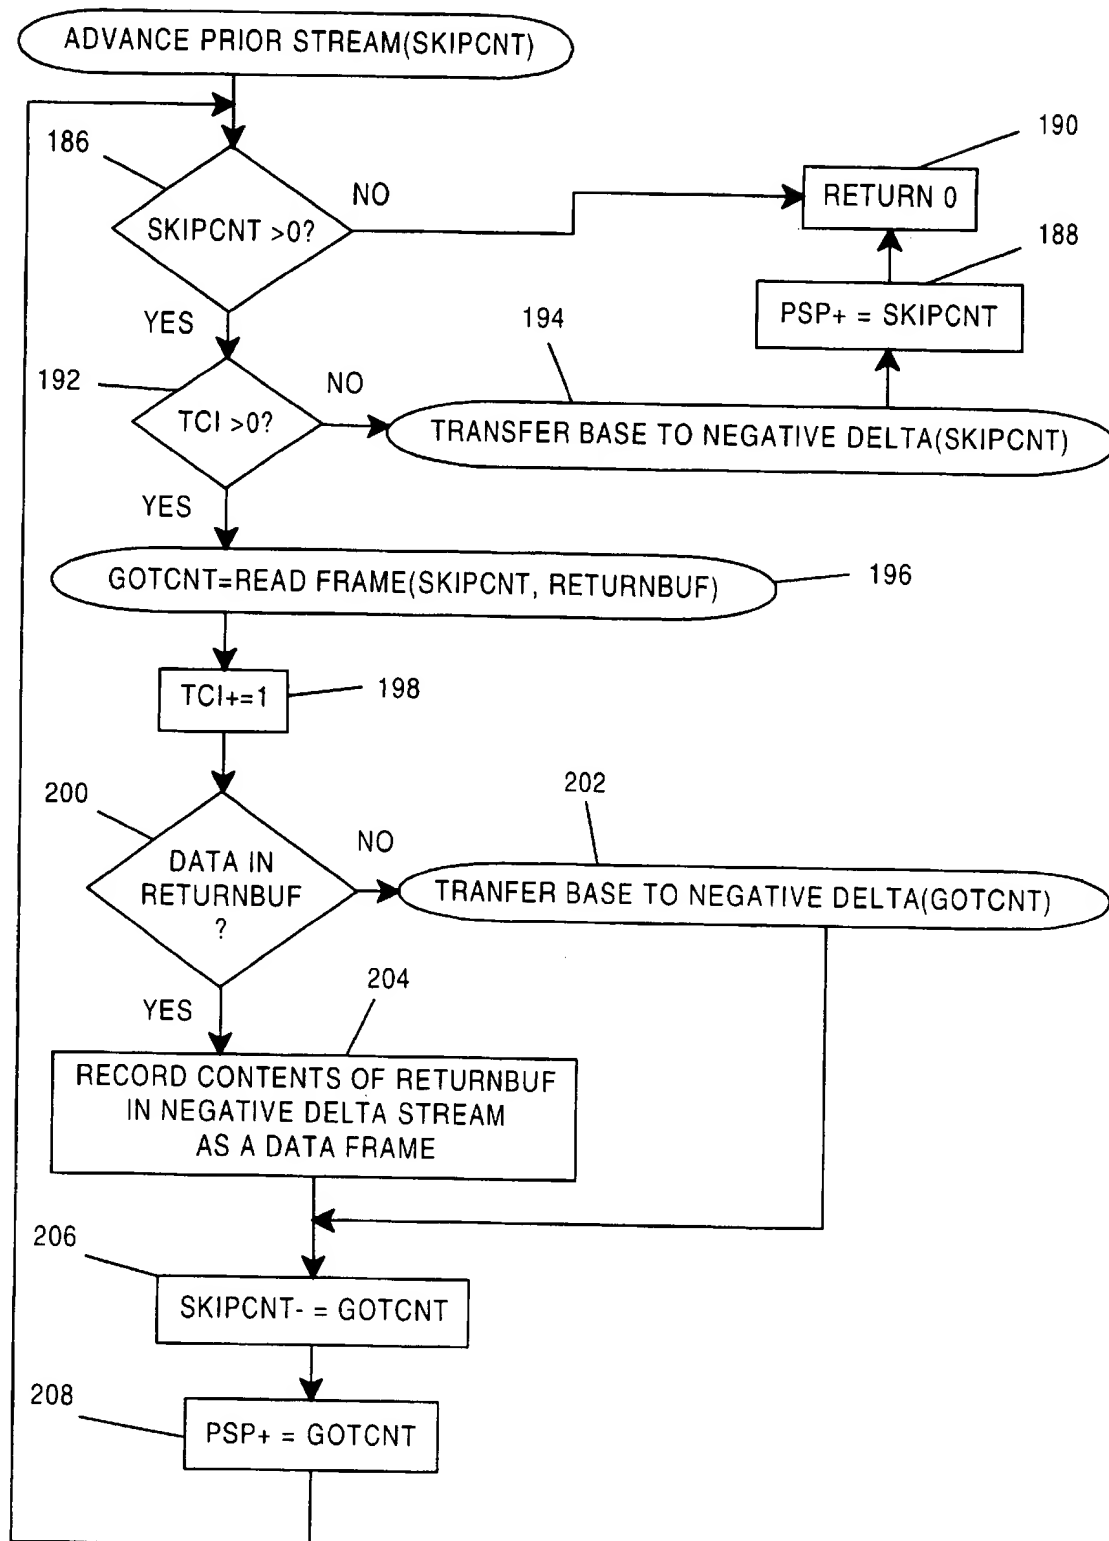 ADVANCE PRIOR STREAM(SKIPCNT)
186
SKIPCNT >0?
NO
190
RETURN 0
188
PSP+ = SKIPCNT
YES
192
TCI >0?
NO
194
TRANSFER BASE TO NEGATIVE DELTA(SKIPCNT)
YES
GOTCNT=READ FRAME(SKIPCNT, RETURNBUF)
196
TCI+=1
198
200
DATA IN
RETURNBUF
?
NO
202
TRANFER BASE TO NEGATIVE DELTA(GOTCNT)
YES
204
RECORD CONTENTS OF RETURNBUF
IN NEGATIVE DELTA STREAM
AS A DATA FRAME
206
SKIPCNT- = GOTCNT
208
PSP+ = GOTCNT